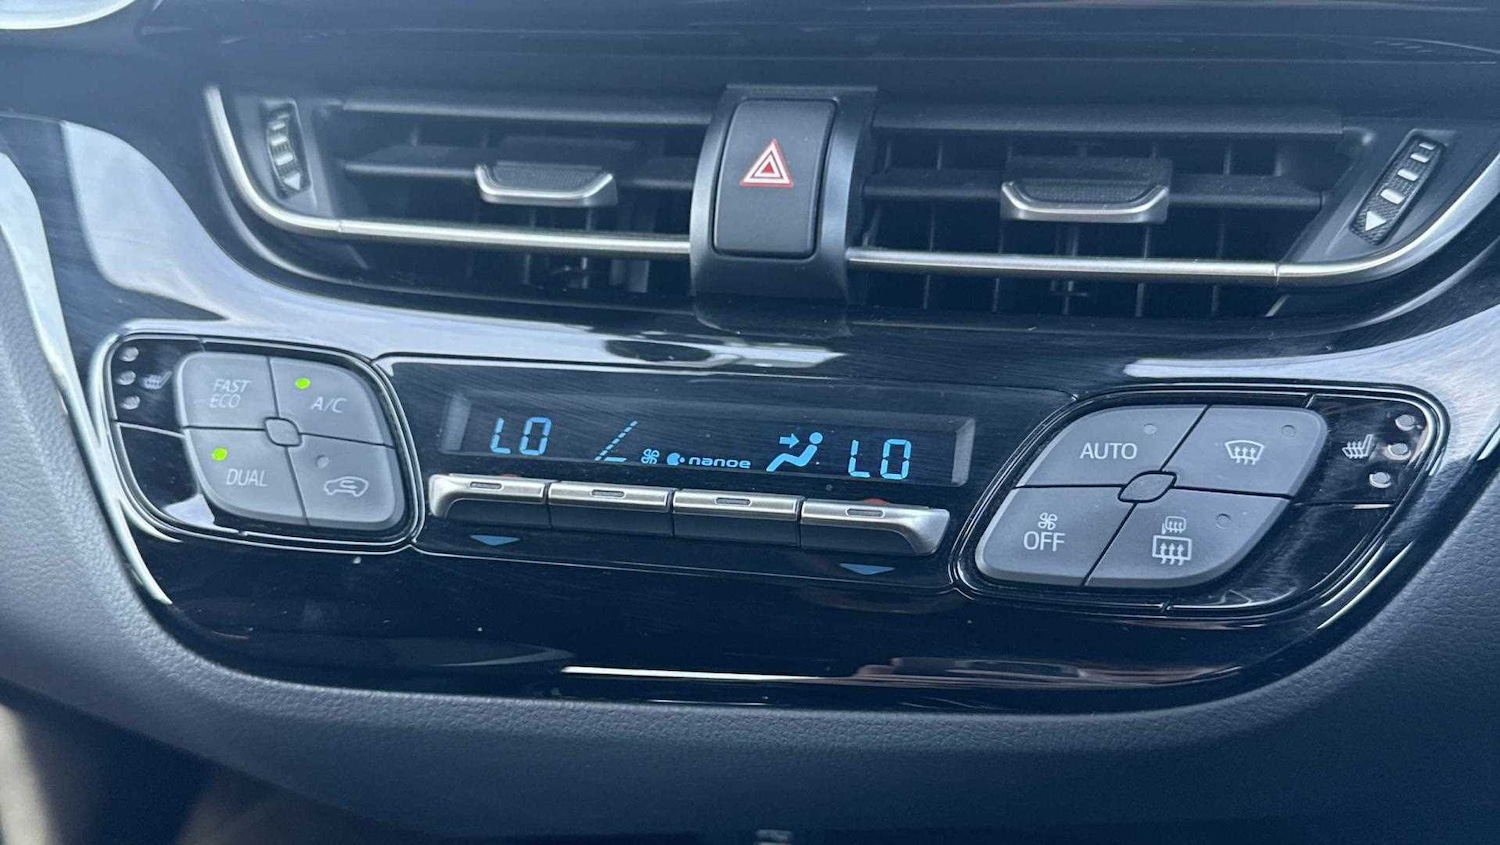 FAST
ECO
A/C
DUAL
LO
nanoe
LO
AUTO
OFF